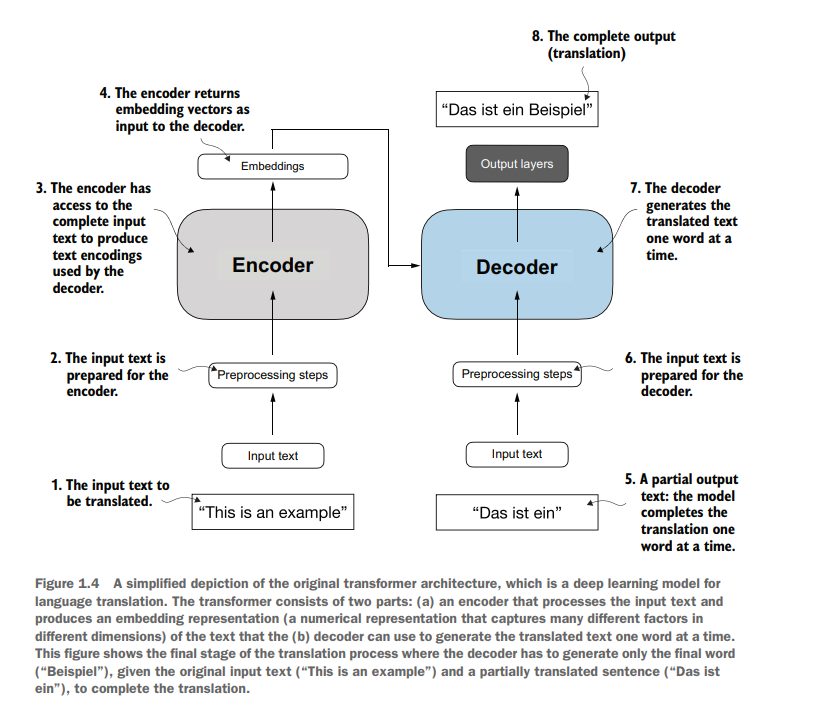 8. The complete output
(translation)
4. The encoder returns
embedding vectors as
input to the decoder.
“Das ist ein Beispiel”
Embeddings
Output layers
3. The encoder has
access to the
complete input
text to produce
text encodings
used by the
decoder.
7. The decoder
generates the
translated text
one word at a
time.
Encoder
Decoder
2. The input text is
prepared for the
encoder.
Preprocessing steps
Preprocessing steps
6. The input text is
prepared for the
decoder.
Input text
Input text
1. The input text to
be translated.
“This is an example”
“Das ist ein”
5. A partial output
text: the model
completes the
translation one
word at a time.
Figure 1.4 A simplified depiction of the original transformer architecture, which is a deep learning model for
language translation. The transformer consists of two parts: (a) an encoder that processes the input text and
produces an embedding representation (a numerical representation that captures many different factors in
different dimensions) of the text that the (b) decoder can use to generate the translated text one word at a time.
This figure shows the final stage of the translation process where the decoder has to generate only the final word
(“Beispiel”), given the original input text (“This is an example”) and a partially translated sentence (“Das ist
ein”), to complete the translation.